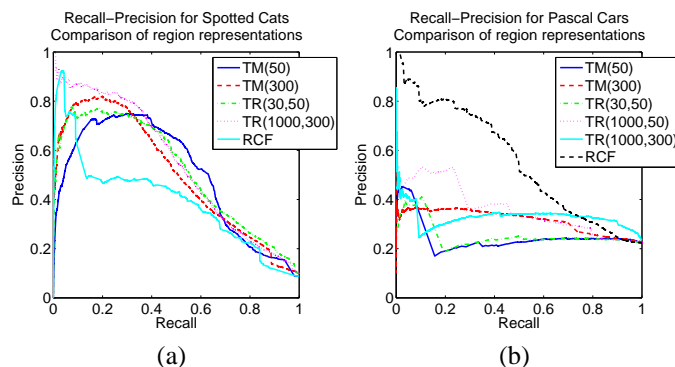 Recall−Precision for Spotted Cats
Comparison of region representations
1
0.8
0.6
0.4
0.2
0
Precision
TM(50)
TM(300)
TR(30,50)
TR(1000,300)
RCF
0 0.2 0.4 0.6 0.8 1
Recall
(a)
Recall−Precision for Pascal Cars
Comparison of region representations
1
0.8
0.6
0.4
0.2
0
Precision
TM(50)
TM(300)
TR(30,50)
TR(1000,50)
TR(1000,300)
RCF
0 0.2 0.4 0.6 0.8 1
Recall
(b)